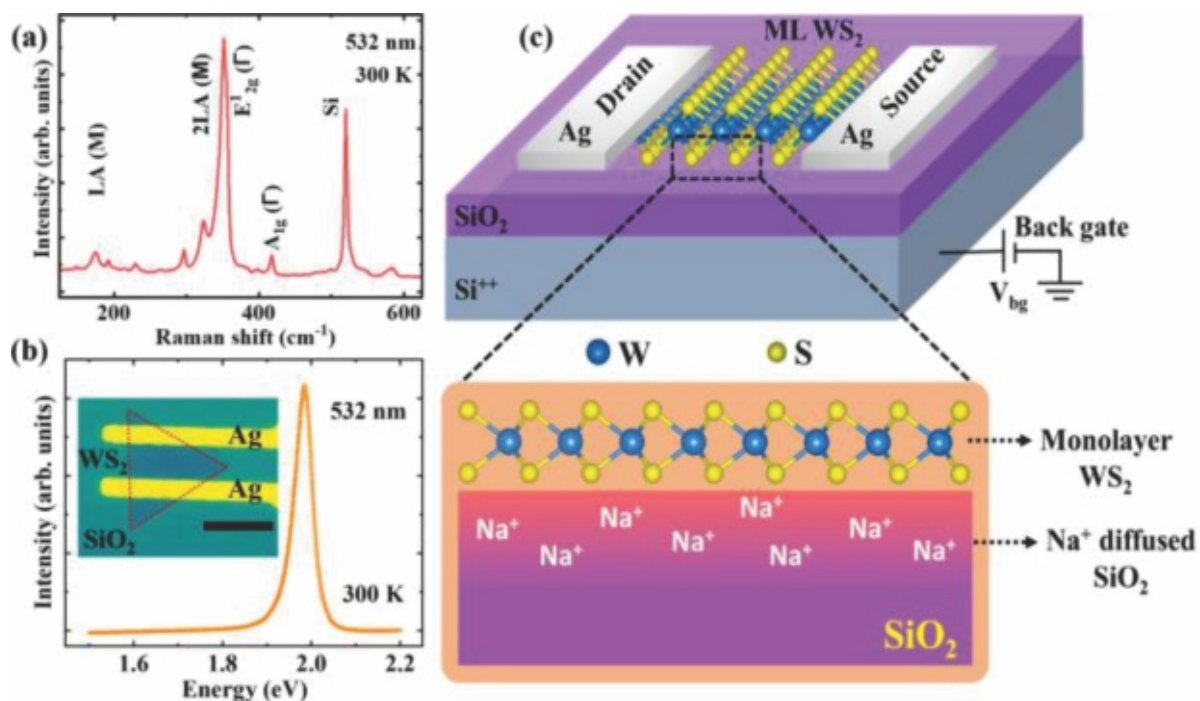 (a)
532 nm
300 K
LA (M)
2LA (M)
E¹₂g (Γ)
A₁g (Γ)
Si
Intensity (arb. units)
200
400
600
Raman shift (cm⁻¹)
(b)
532 nm
300 K
Ag
WS₂
Ag
SiO₂
Intensity (arb. units)
1.6
1.8
2.0
2.2
Energy (eV)
(c)
ML WS₂
Drain
Ag
Source
Ag
SiO₂
Si⁺⁺
Back gate
V_bg
W
S
Monolayer
WS₂
Na⁺ Na⁺ Na⁺ Na⁺
Na⁺ Na⁺ Na⁺ Na⁺
Na⁺ diffused
SiO₂
SiO₂